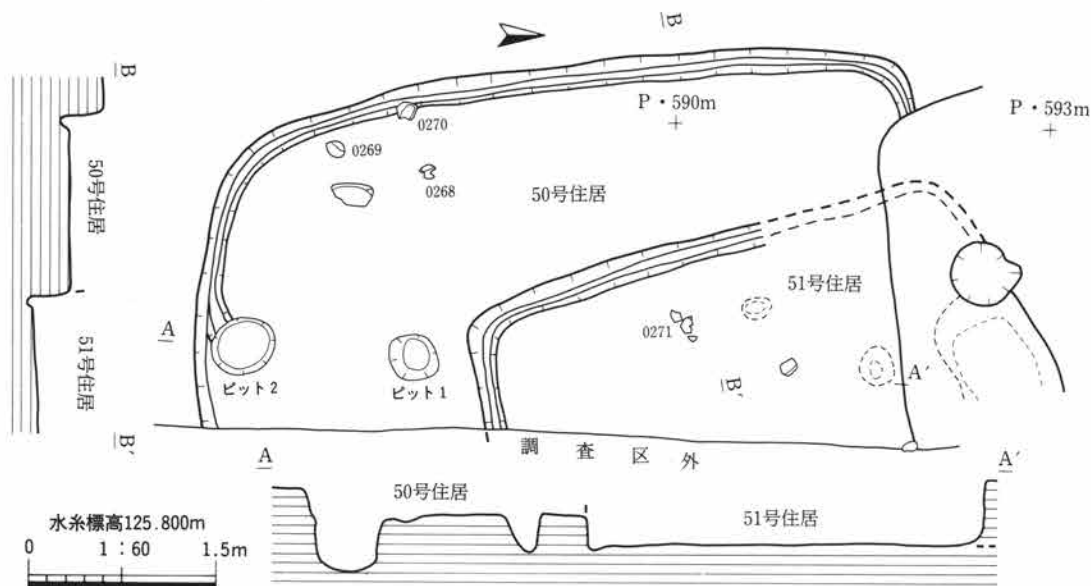 B
B
P・590m
P・593m
0270
0269
0268
50号住居
50号住居
51号住居
51号住居
0271
A
A′
B′
ピット2
ピット1
B′
調査区外
A
A′
50号住居
51号住居
水糸標高125.800m
0 1:60 1.5m